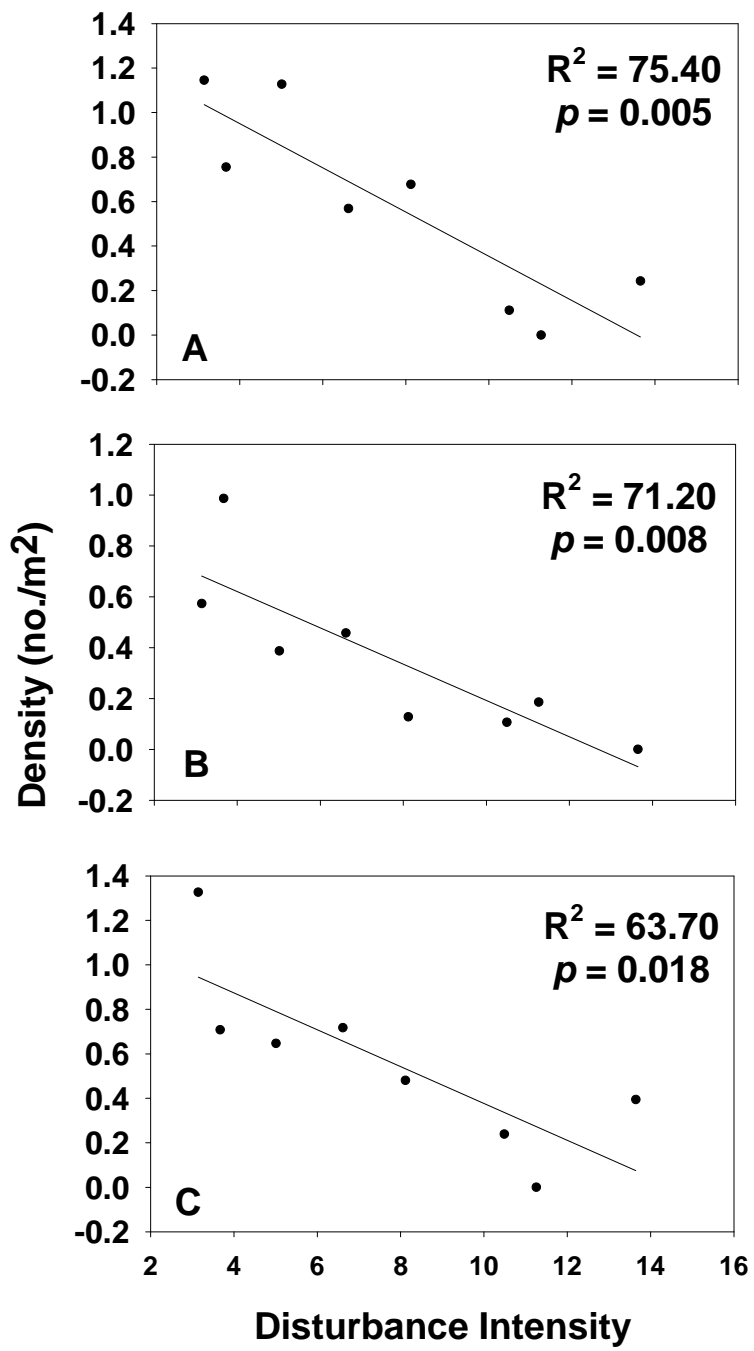 1.4
1.2
1.0
0.8
0.6
0.4
0.2
0.0
-0.2
R² = 75.40
p = 0.005
A
1.2
1.0
0.8
0.6
0.4
0.2
0.0
-0.2
R² = 71.20
p = 0.008
B
Density (no./m²)
1.4
1.2
1.0
0.8
0.6
0.4
0.2
0.0
-0.2
R² = 63.70
p = 0.018
C
2 4 6 8 10 12 14 16
Disturbance Intensity